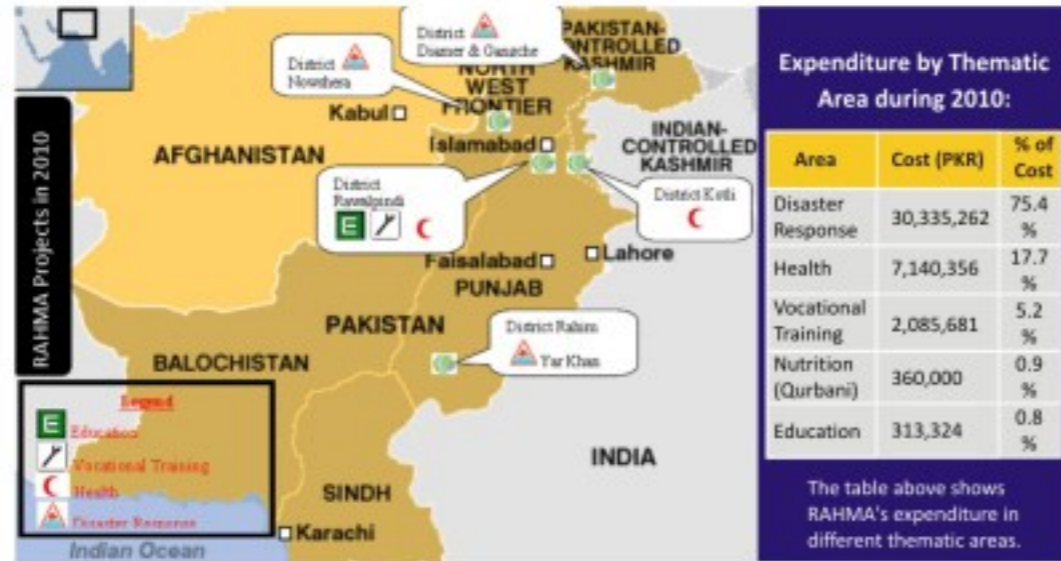 RAHMA Projects in 2010
District
Nowshera
District
Diamer & Gangche
PAKISTAN-
CONTROLLED
KASHMIR
NORTH
WEST
FRONTIER
Kabul
AFGHANISTAN
Islamabad
INDIAN-
CONTROLLED
KASHMIR
District
Rawalpindi
E
District Kotli
Faisalabad
Lahore
PUNJAB
PAKISTAN
District Rahim
Yar Khan
BALOCHISTAN
Legend
E Education
Vocational Training
Health
Disaster Response
INDIA
SINDH
Karachi
Indian Ocean
Expenditure by Thematic
Area during 2010:
Area Cost (PKR) % of
Cost
Disaster
Response 30,335,262 75.4
%
Health 7,140,356 17.7
%
Vocational
Training 2,085,681 5.2
%
Nutrition
(Qurbani) 360,000 0.9
%
Education 313,324 0.8
%
The table above shows
RAHMA's expenditure in
different thematic areas.